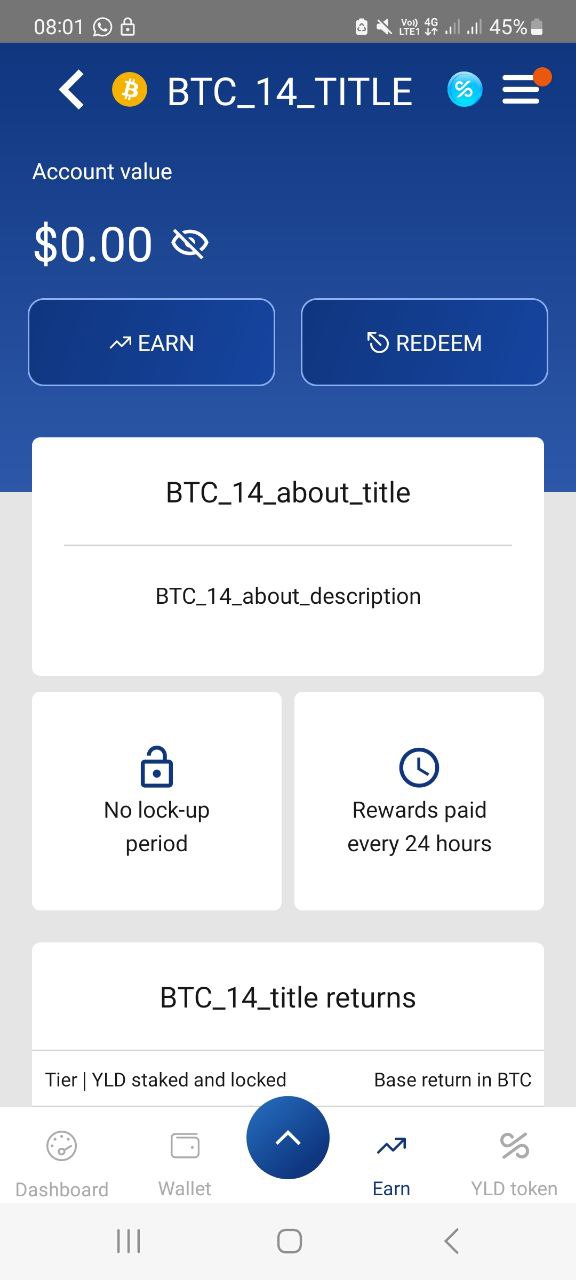 08:01 Vo)) LTE1 4G 45%
BTC_14_TITLE
Account value
$0.00
EARN REDEEM
BTC_14_about_title
BTC_14_about_description
No lock-up
period
Rewards paid
every 24 hours
BTC_14_title returns
Tier | YLD staked and locked Base return in BTC
Dashboard Wallet Earn YLD token